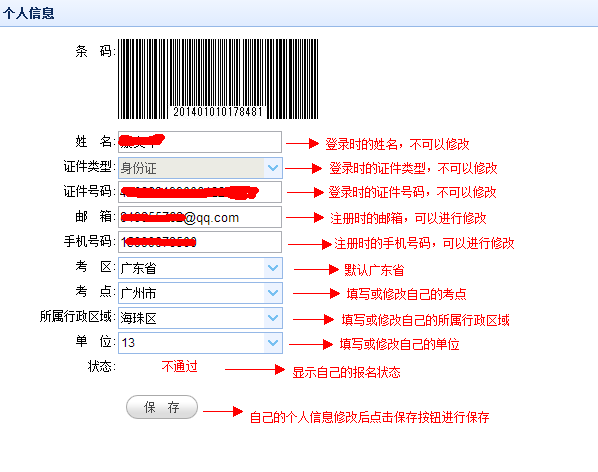 个人信息
条 码:
201401010178481
姓 名: 登录时的姓名，不可以修改
证件类型: 身份证 登录时的证件类型，不可以修改
证件号码: 登录时的证件号码，不可以修改
邮 箱: @qq.com 注册时的邮箱，可以进行修改
手机号码: 注册时的手机号码，可以进行修改
考 区: 广东省 默认广东省
考 点: 广州市 填写或修改自己的考点
所属行政区域: 海珠区 填写或修改自己的所属行政区域
单 位: 13 填写或修改自己的单位
状态: 不通过 显示自己的报名状态
保 存 自己的个人信息修改后点击保存按钮进行保存